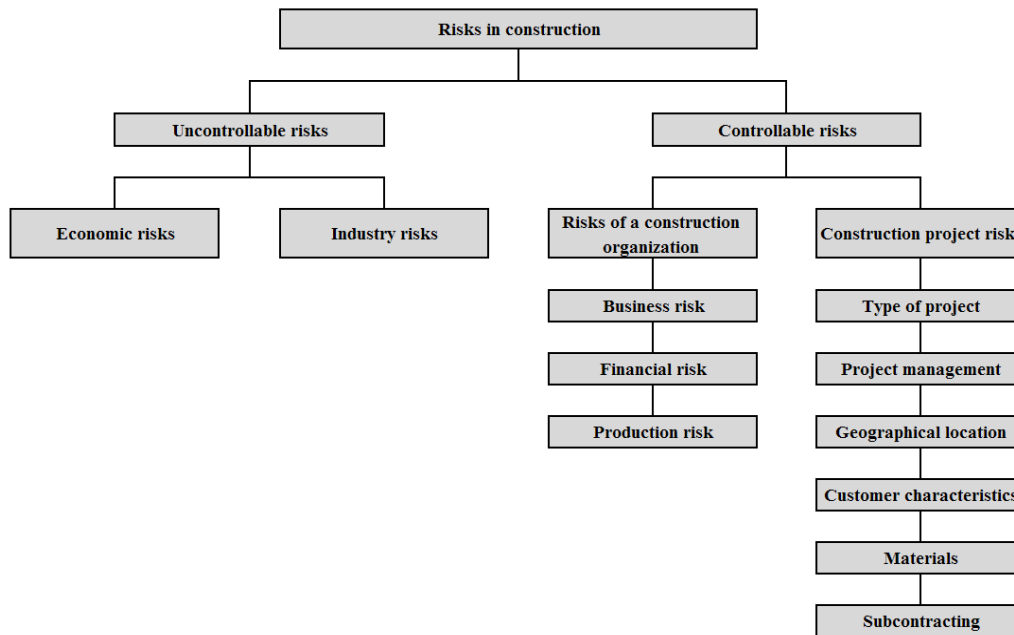 Risks in construction
Uncontrollable risks
Controllable risks
Economic risks
Industry risks
Risks of a construction
organization
Construction project risk
Business risk
Type of project
Financial risk
Project management
Production risk
Geographical location
Customer characteristics
Materials
Subcontracting